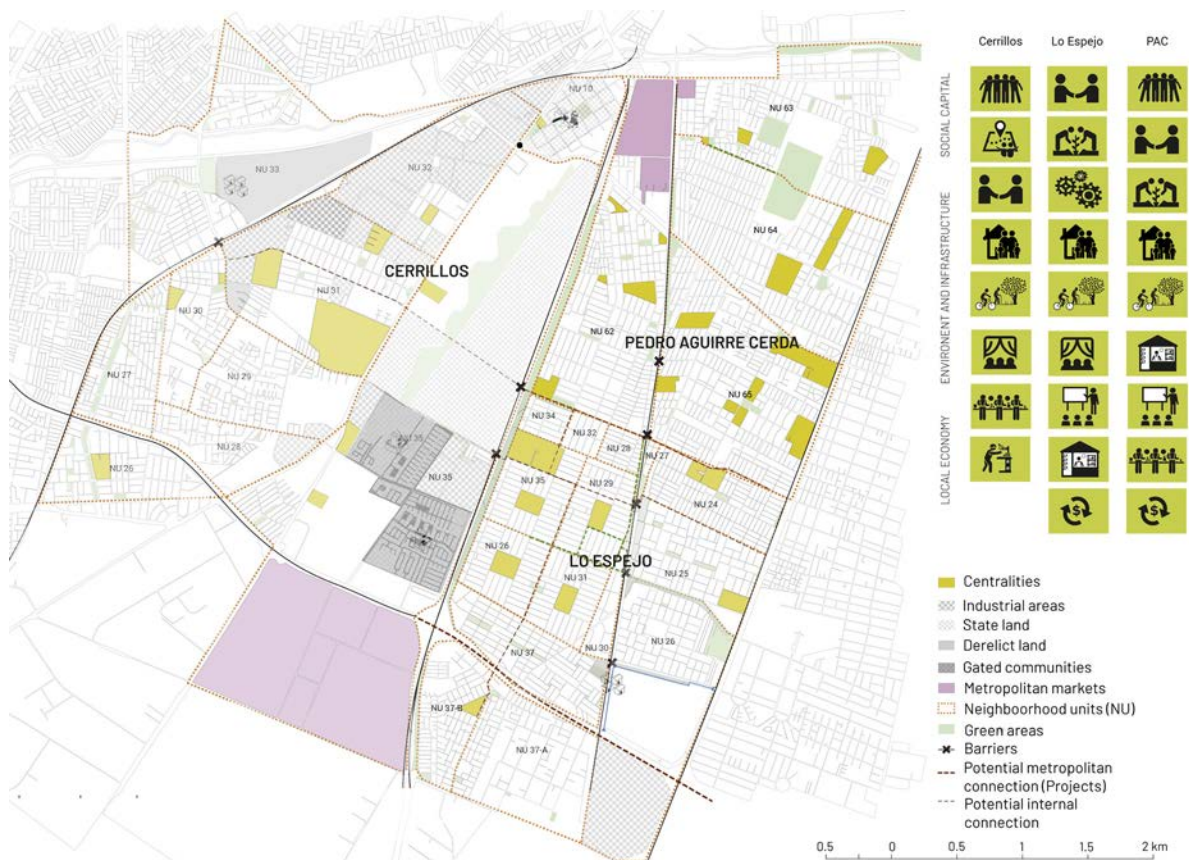 Cerrillos
Lo Espejo
PAC
SOCIAL CAPITAL
ENVIRONENT AND INFRASTRUCTURE
LOCAL ECONOMY
NU 10
NU 63
NU 33
NU 32
NU 64
CERRILLOS
NU 31
NU 30
NU 62
PEDRO AGUIRRE CERDA
NU 27
NU 29
NU 65
NU 34
NU 32
NU 28
NU 27
NU 28
NU 35
NU 26
NU 35
NU 35
NU 29
NU 24
NU 28
LO ESPEJO
NU 31
NU 25
NU 30
NU 26
NU 37
NU 37-B
NU 37-A
Centralities
Industrial areas
State land
Derelict land
Gated communities
Metropolitan markets
Neighboorhood units (NU)
Green areas
Barriers
Potential metropolitan
connection (Projects)
Potential internal
connection
0.5 0 0.5 1 2 km